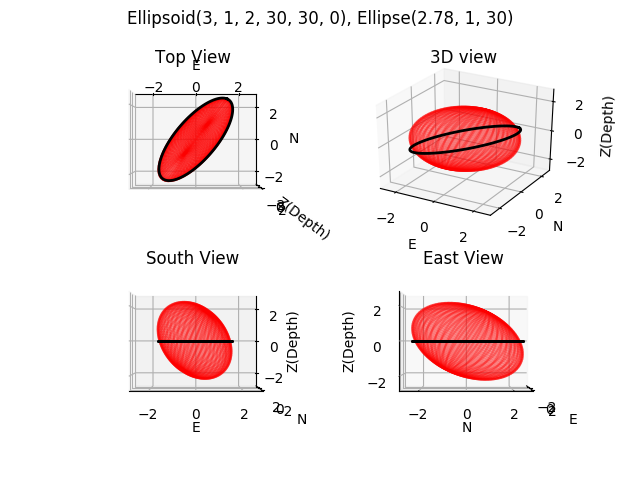 Ellipsoid(3, 1, 2, 30, 30, 0), Ellipse(2.78, 1, 30)
Top View
E
−2 0 2
2
0
−2
N
Z(Depth)
3D view
2
0
−2
Z(Depth)
−2 0 2
E
−2 0 2
N
South View
2
0
−2
Z(Depth)
−2 0 2
E
N
East View
Z(Depth)
2
0
−2
−2 0 2
N
E